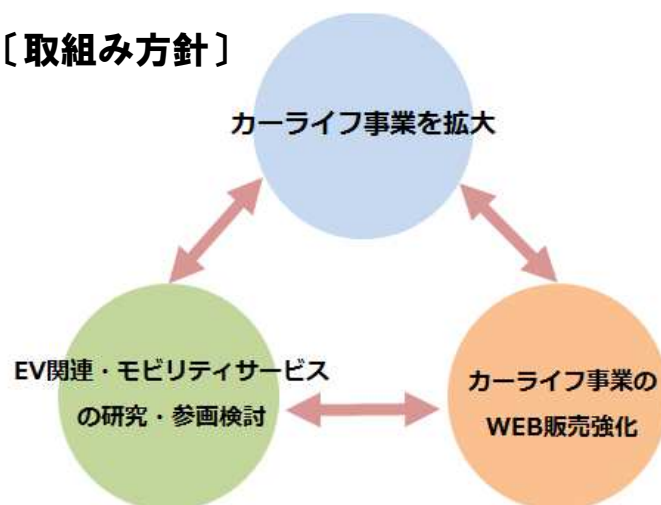 〔取組み方針〕
カーライフ事業を拡大
EV関連・モビリティサービス
の研究・参画検討
カーライフ事業の
WEB販売強化